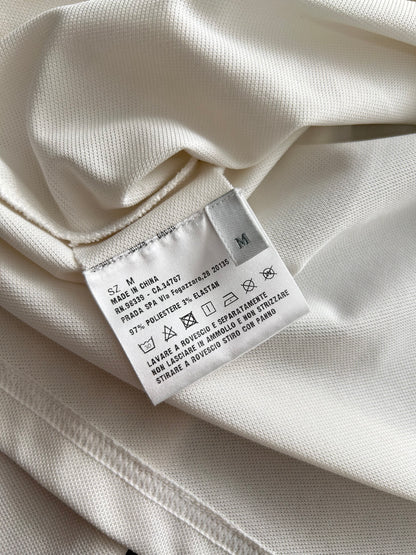 SZ. M
MADE IN CHINA
RN.98339 - CA.34767
PRADA SPA Via Fogazzaro,28 20135
97% POLIESTERE 3% ELASTAN
LAVARE A ROVESCIO E SEPARATAMENTE
NON LASCIARE IN AMMOLLO E NON STRIZZARE
STIRARE A ROVESCIO STIRO CON PANNO
M